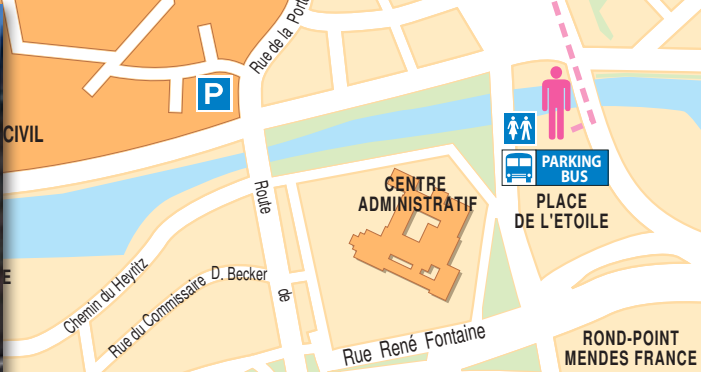 Rue de la Porte
P
CIVIL
PARKING
BUS
CENTRE
ADMINISTRATIF
PLACE
DE L'ETOILE
Route
de
D. Becker
Chemin du Heyritz
Rue du Commissaire
Rue René Fontaine
ROND-POINT
MENDES FRANCE
E